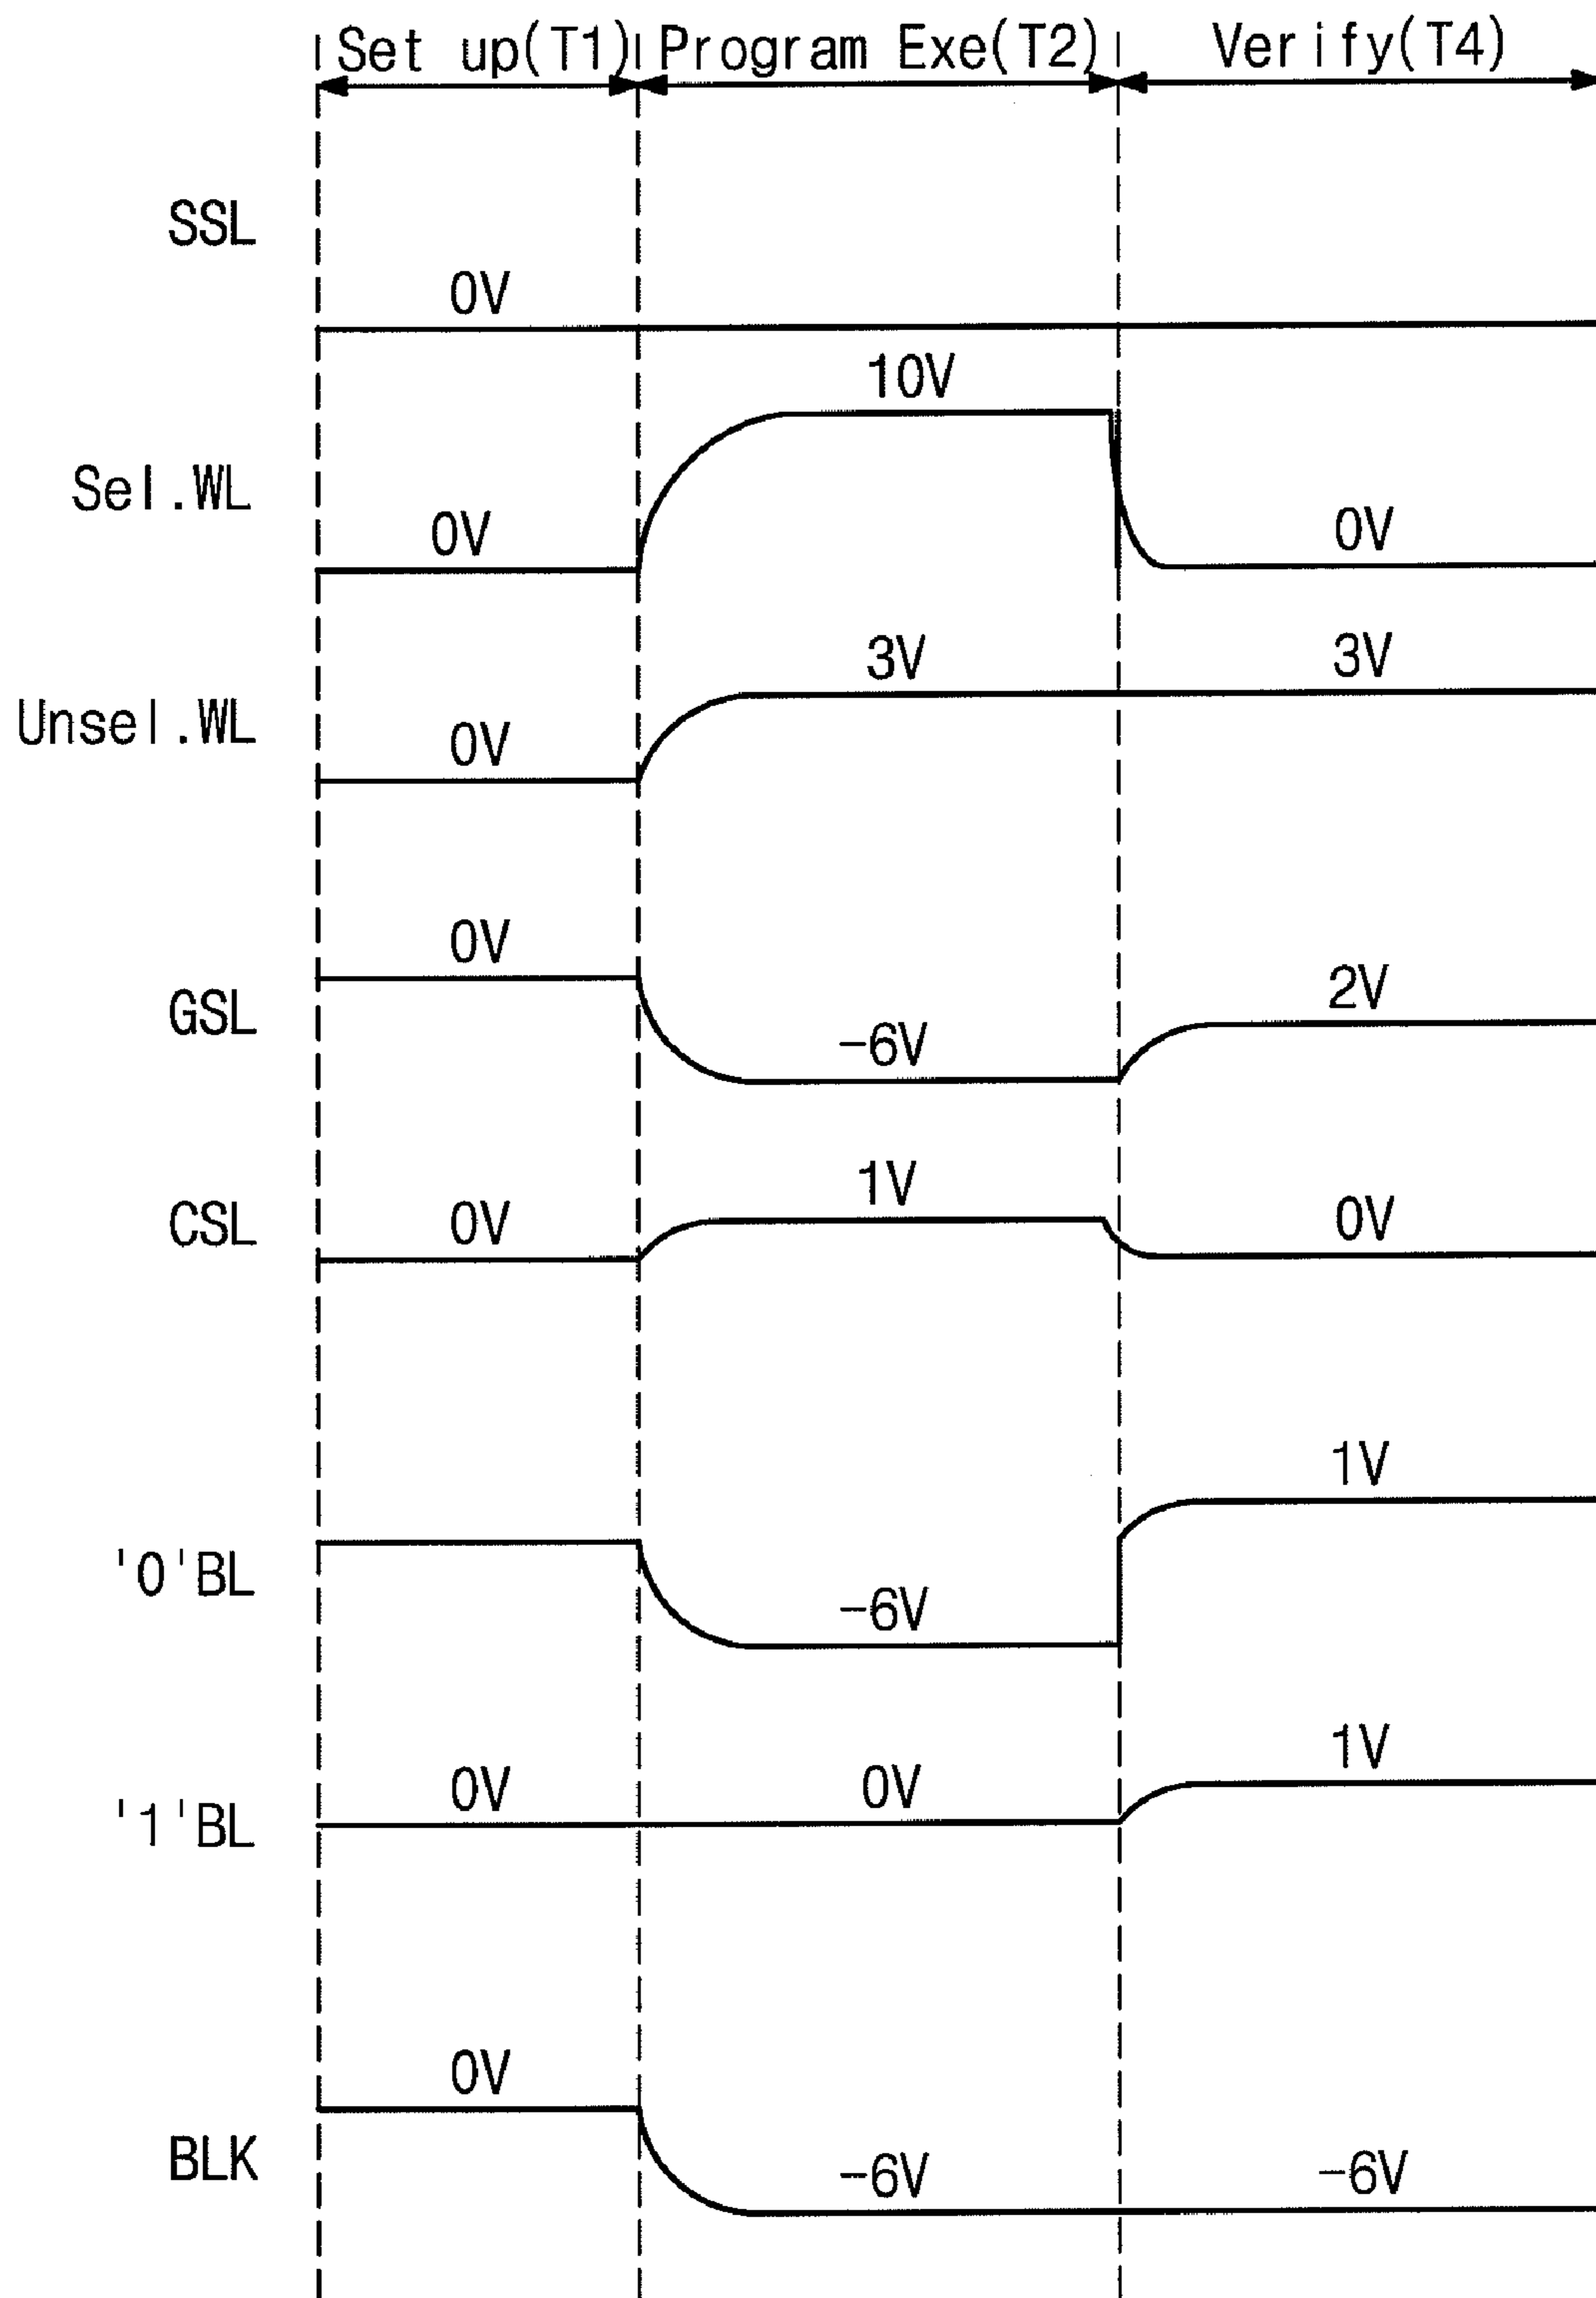 Set up(T1) Program Exe(T2) Verify(T4)
SSL
0V
10V
Sel.WL
0V 0V
3V 3V
Unsel.WL
0V
0V
GSL
2V
-6V
1V
CSL
0V 0V
1V
'0'BL
-6V
1V
0V 0V
'1'BL
0V
BLK
-6V -6V